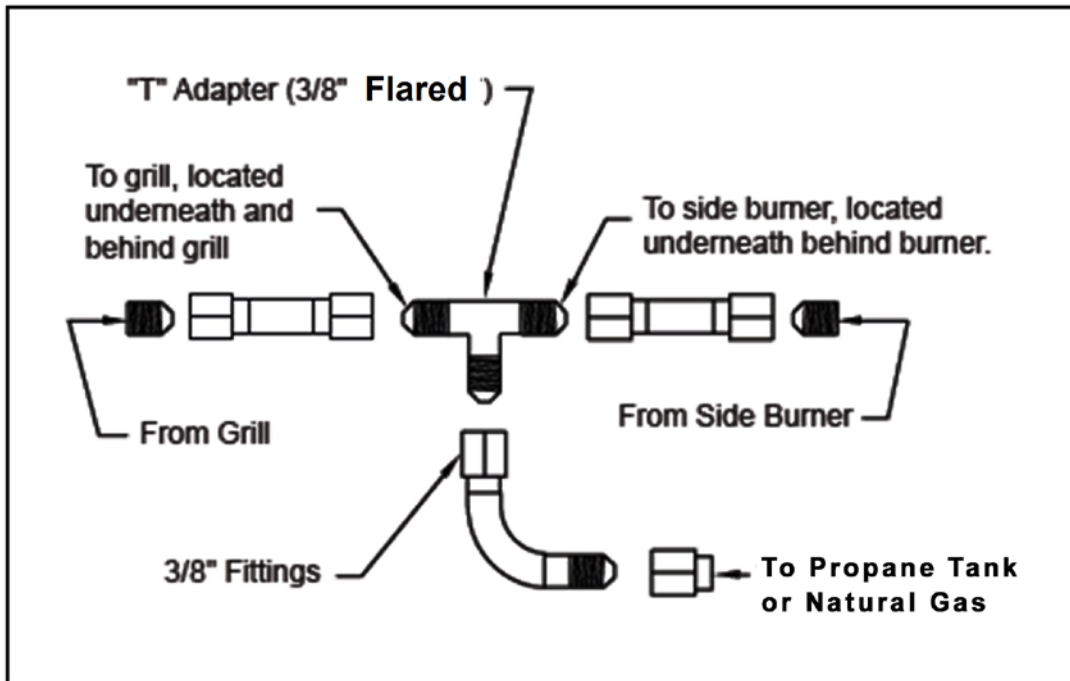 "T" Adapter (3/8" Flared )
To grill, located
underneath and
behind grill
To side burner, located
underneath behind burner.
From Grill
From Side Burner
3/8" Fittings
To Propane Tank
or Natural Gas